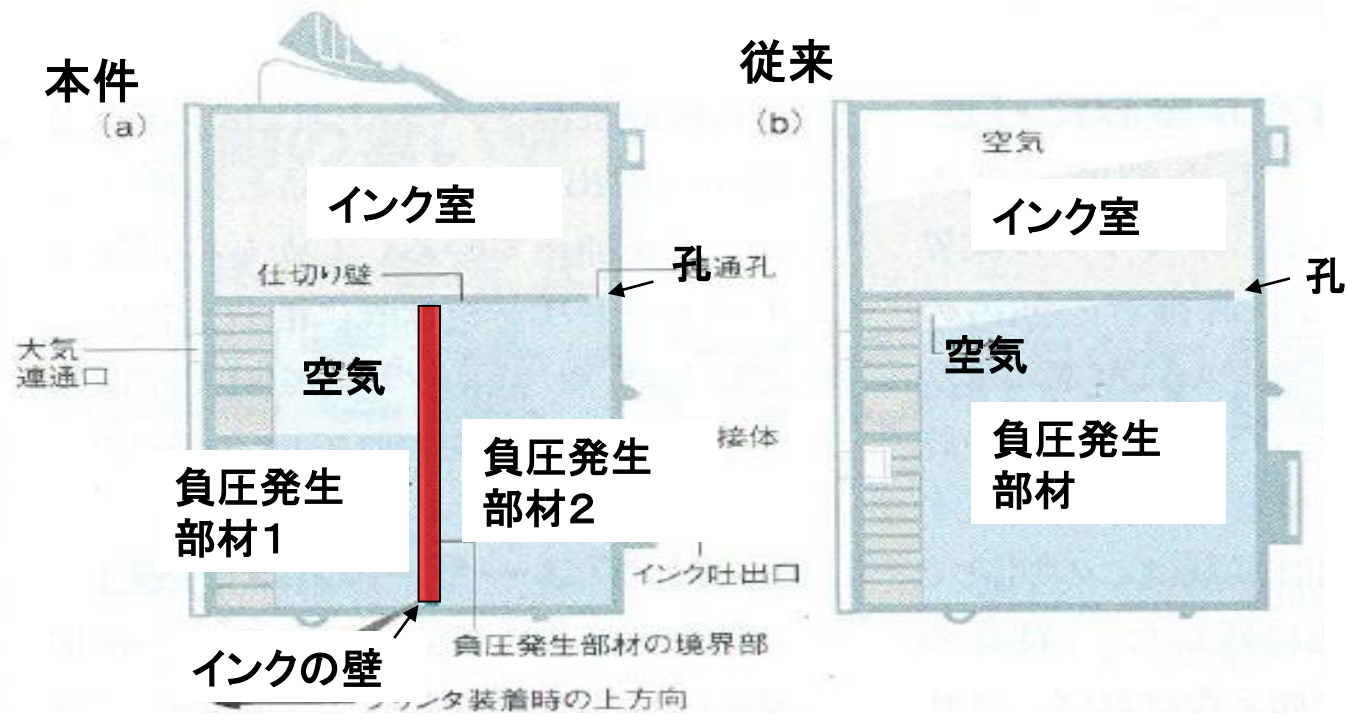 本件
(a)
インク室
仕切り壁
孔
通孔
大気
連通口
空気
負圧発生
部材1
負圧発生
部材2
接体
インク吐出口
負圧発生部材の境界部
インクの壁
プリンタ装着時の上方向
従来
(b)
空気
インク室
孔
空気
負圧発生
部材